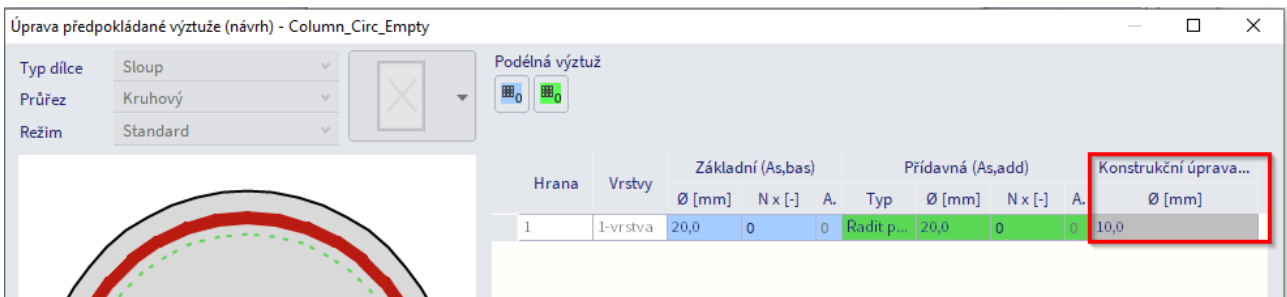 Úprava předpokládané výztuže (návrh) - Column_Circ_Empty
Typ dílce Sloup
Průřez Kruhový
Režim Standard
Podélná výztuž
0 0
Hrana Vrstvy Základní (As,bas) Přídavná (As,add) Konstrukční úprava...
Ø [mm] N x [-] A. Typ Ø [mm] N x [-] A. Ø [mm]
1 1-vrstva 20,0 0 0 Řadit p... 20,0 0 0 10,0